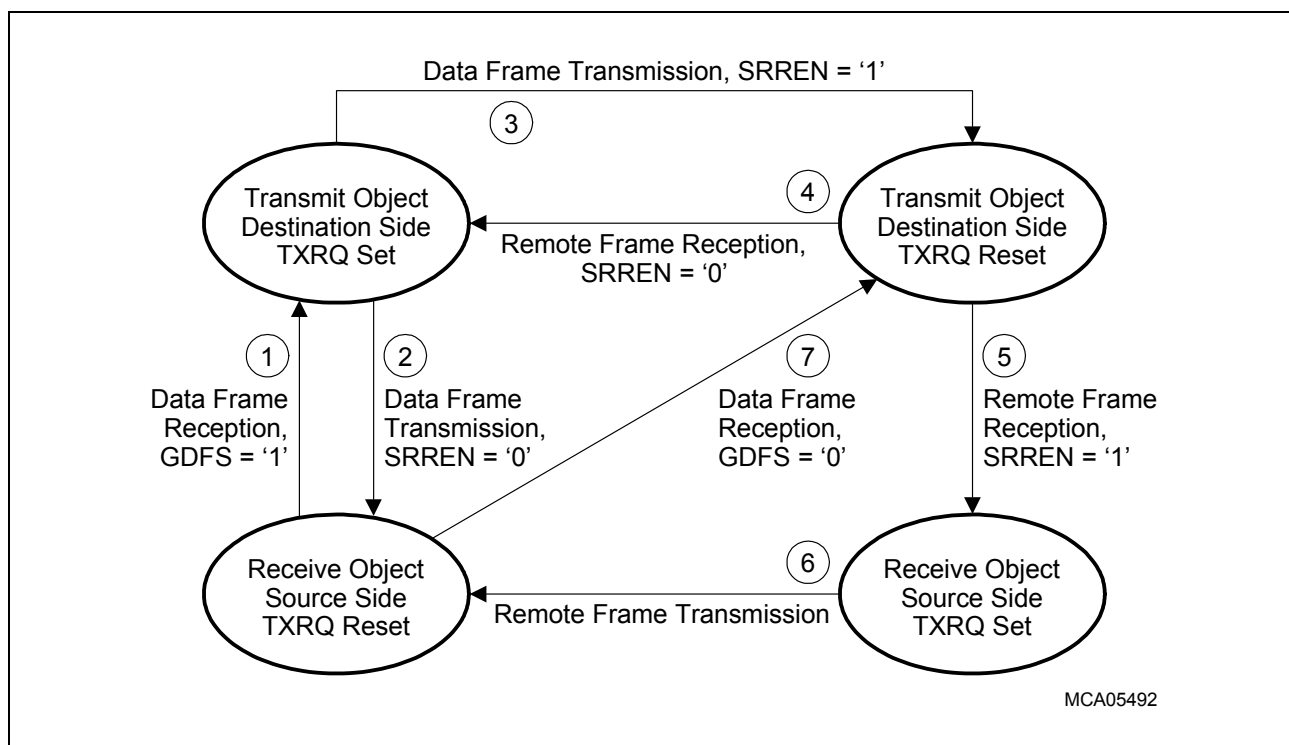 Data Frame Transmission, SRREN = ‘1’
3
Transmit Object
Destination Side
TXRQ Set
4
Transmit Object
Destination Side
TXRQ Reset
Remote Frame Reception,
SRREN = ‘0’
1
Data Frame
Reception,
GDFS = ‘1’
2
Data Frame
Transmission,
SRREN = ‘0’
7
Data Frame
Reception,
GDFS = ‘0’
5
Remote Frame
Reception,
SRREN = ‘1’
Receive Object
Source Side
TXRQ Reset
6
Remote Frame Transmission
Receive Object
Source Side
TXRQ Set
MCA05492